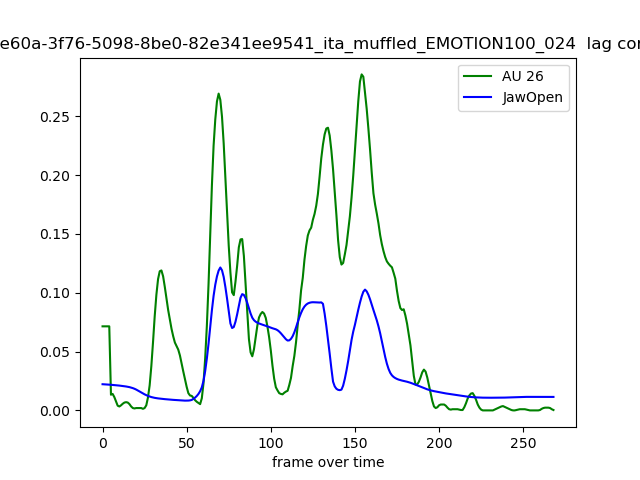 e60a-3f76-5098-8be0-82e341ee9541_ita_muffled_EMOTION100_024 lag
AU 26
JawOpen
0.25
0.20
0.15
0.10
0.05
0.00
0 50 100 150 200 250
frame over time